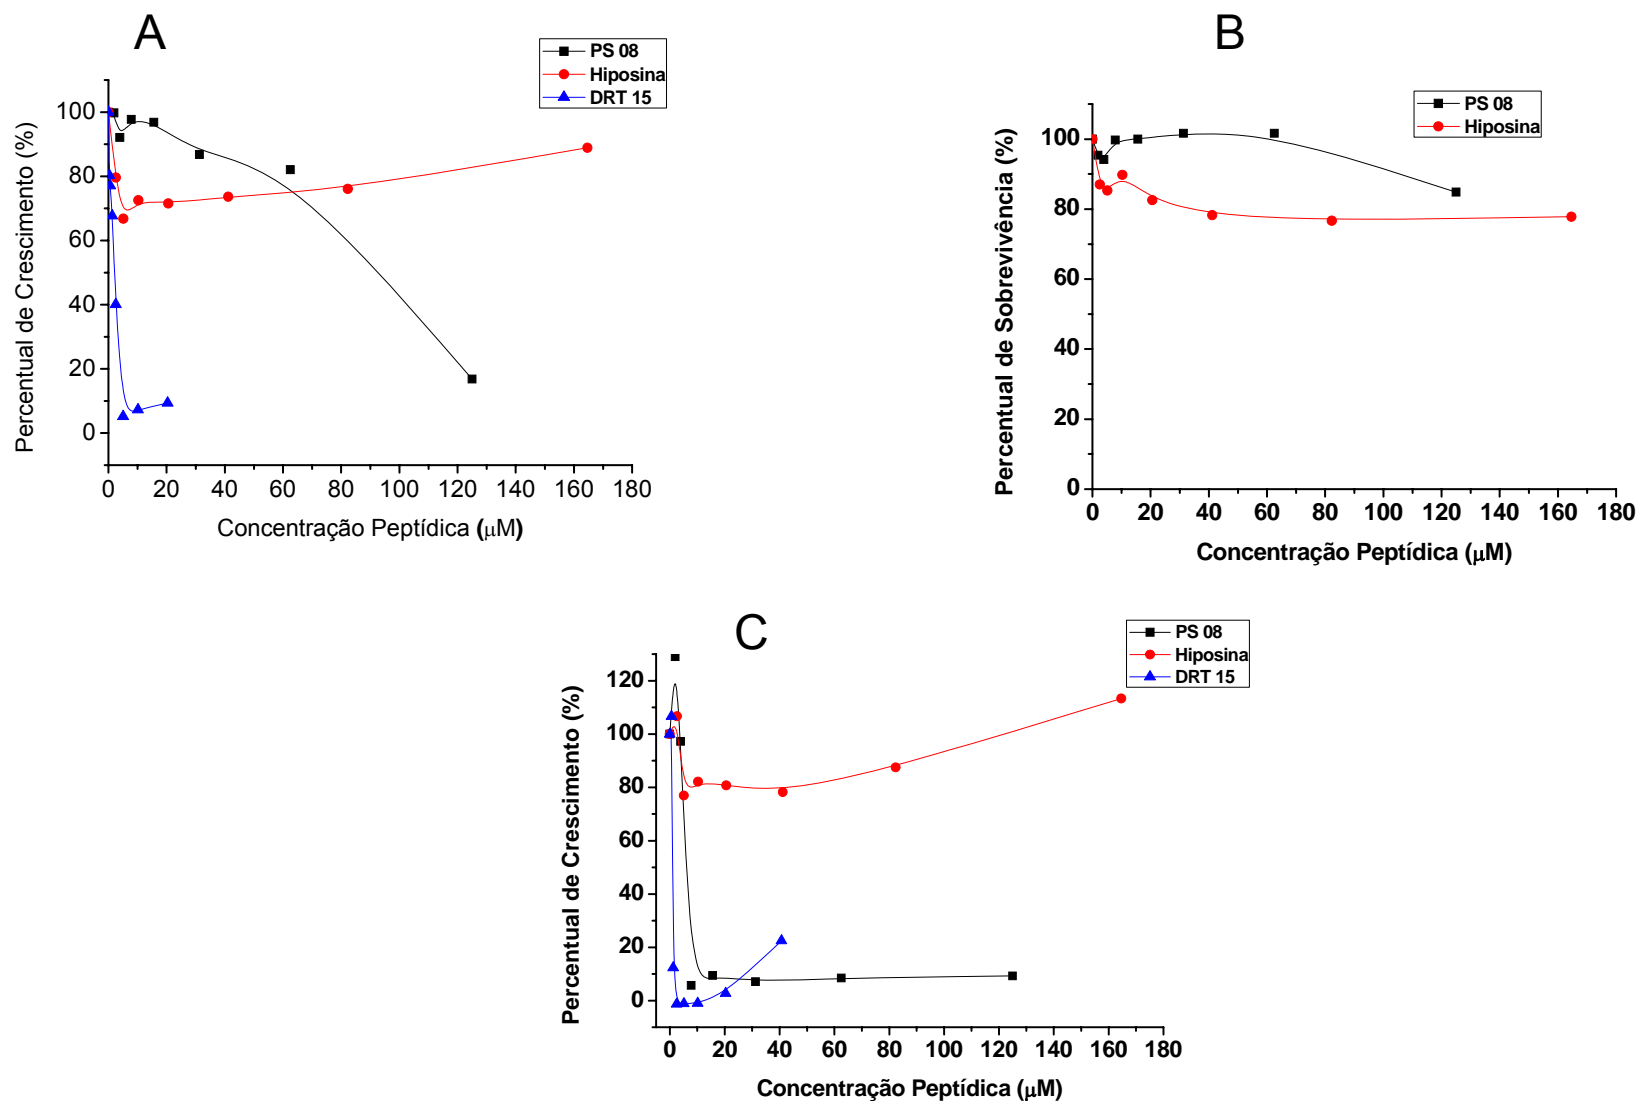 A
PS 08
Hiposina
DRT 15
Percentual de Crescimento (%)
100
80
60
40
20
0
0 20 40 60 80 100 120 140 160 180
Concentração Peptídica (μM)
B
PS 08
Hiposina
Percentual de Sobrevivência (%)
100
80
60
40
20
0
0 20 40 60 80 100 120 140 160 180
Concentração Peptídica (μM)
C
PS 08
Hiposina
DRT 15
Percentual de Crescimento (%)
120
100
80
60
40
20
0
0 20 40 60 80 100 120 140 160 180
Concentração Peptídica (μM)